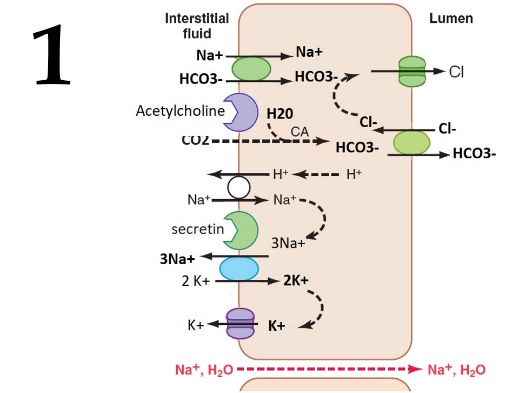 1
Interstitial
fluid
Lumen
Na+ Na+
HCO3- HCO3-
Cl
Acetylcholine H20
CA
Cl- Cl-
CO2
HCO3- HCO3-
H+ H+
Na+ Na+
secretin
3Na+
3Na+
2 K+ 2K+
K+ K+
Na+, H2O Na+, H2O